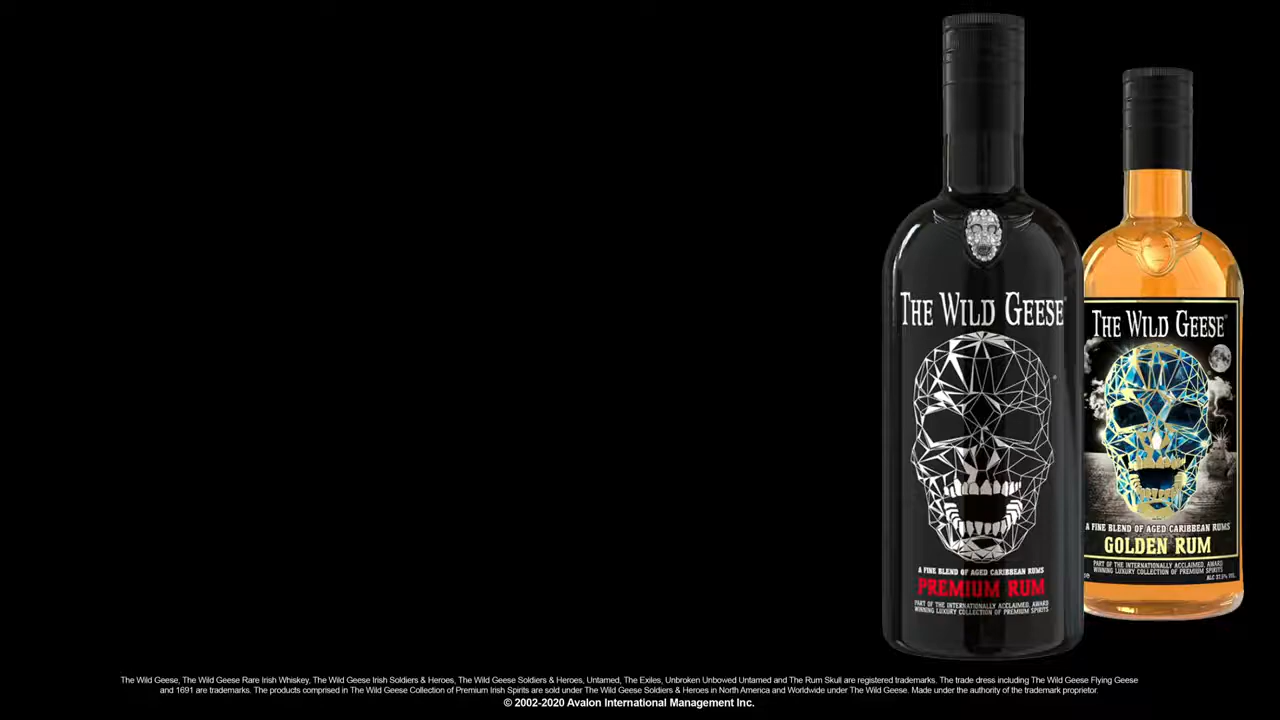 THE WILD GEESE®
A FINE BLEND OF AGED CARIBBEAN RUMS
PREMIUM RUM
PART OF THE INTERNATIONALLY ACCLAIMED, AWARD
WINNING LUXURY COLLECTION OF PREMIUM SPIRITS
THE WILD GEESE®
A FINE BLEND OF AGED CARIBBEAN RUMS
GOLDEN RUM
PART OF THE INTERNATIONALLY ACCLAIMED, AWARD
WINNING LUXURY COLLECTION OF PREMIUM SPIRITS
ALC 37.5% VOL.
The Wild Geese, The Wild Geese Rare Irish Whiskey, The Wild Geese Irish Soldiers & Heroes, The Wild Geese Soldiers & Heroes, Untamed, The Exiles, Unbroken Unbowed Untamed and The Rum Skull are registered trademarks. The trade dress including The Wild Geese Flying Geese
and 1691 are trademarks. The products comprised in The Wild Geese Collection of Premium Irish Spirits are sold under The Wild Geese Soldiers & Heroes in North America and Worldwide under The Wild Geese. Made under the authority of the trademark proprietor.
© 2002-2020 Avalon International Management Inc.